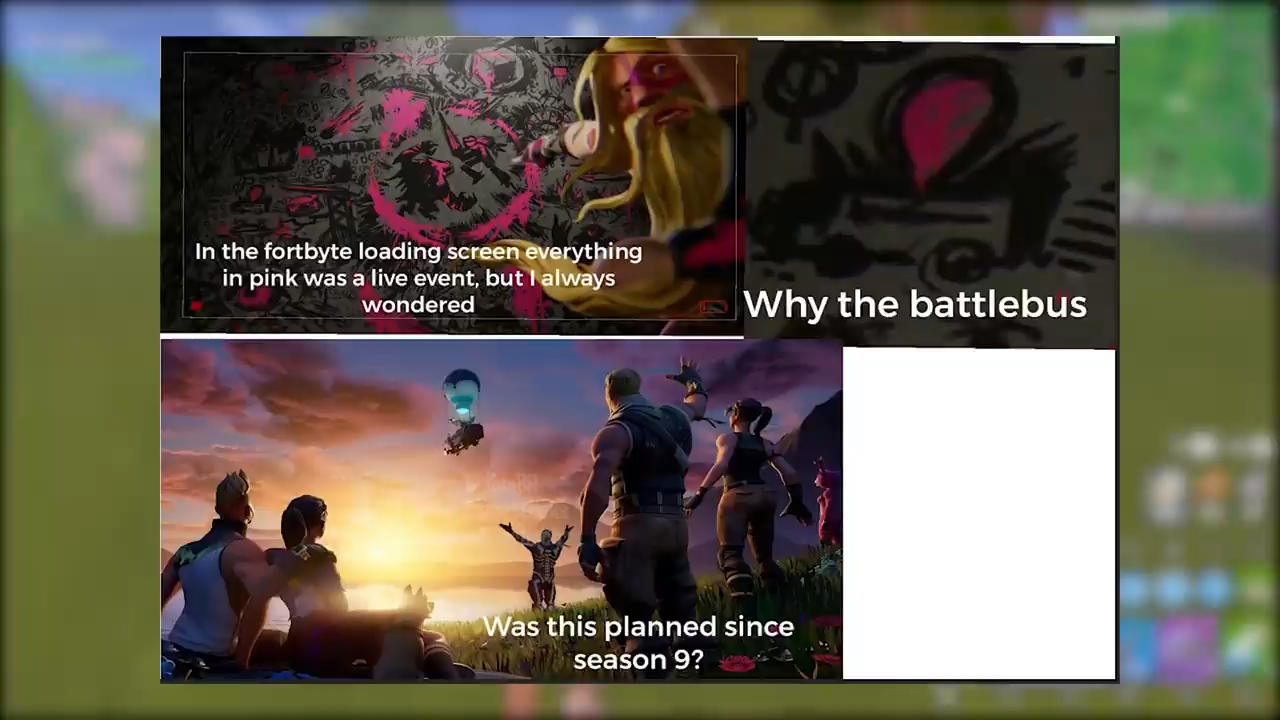 In the fortbyte loading screen everything
in pink was a live event, but I always
wondered
Why the battlebus
Was this planned since
season 9?